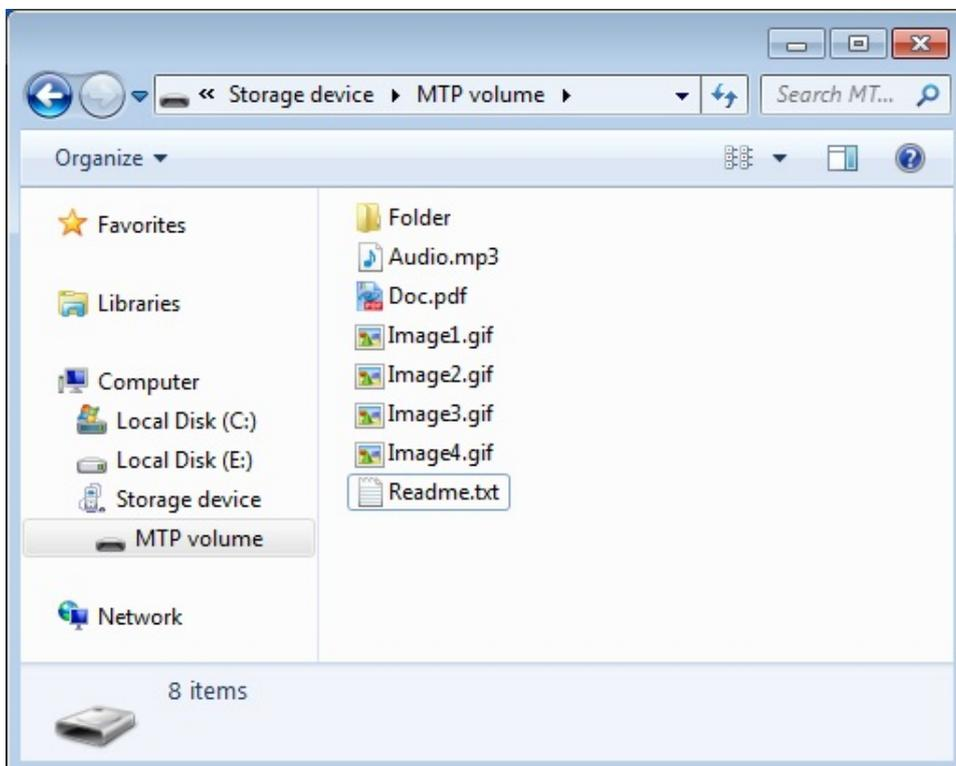 « Storage device ▸ MTP volume ▸
Search MT...
Organize
Favorites
Libraries
Computer
Local Disk (C:)
Local Disk (E:)
Storage device
MTP volume
Network
Folder
Audio.mp3
Doc.pdf
Image1.gif
Image2.gif
Image3.gif
Image4.gif
Readme.txt
8 items